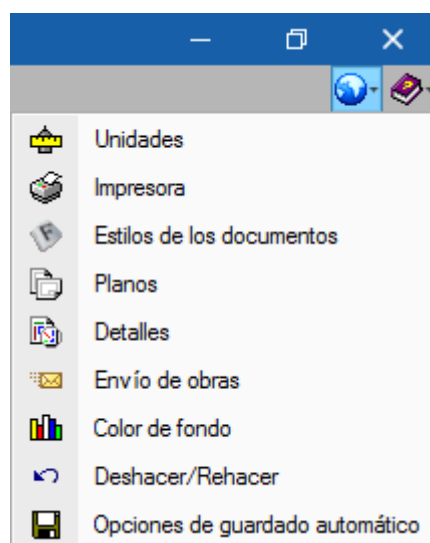 Unidades
Impresora
Estilos de los documentos
Planos
Detalles
Envío de obras
Color de fondo
Deshacer/Rehacer
Opciones de guardado automático